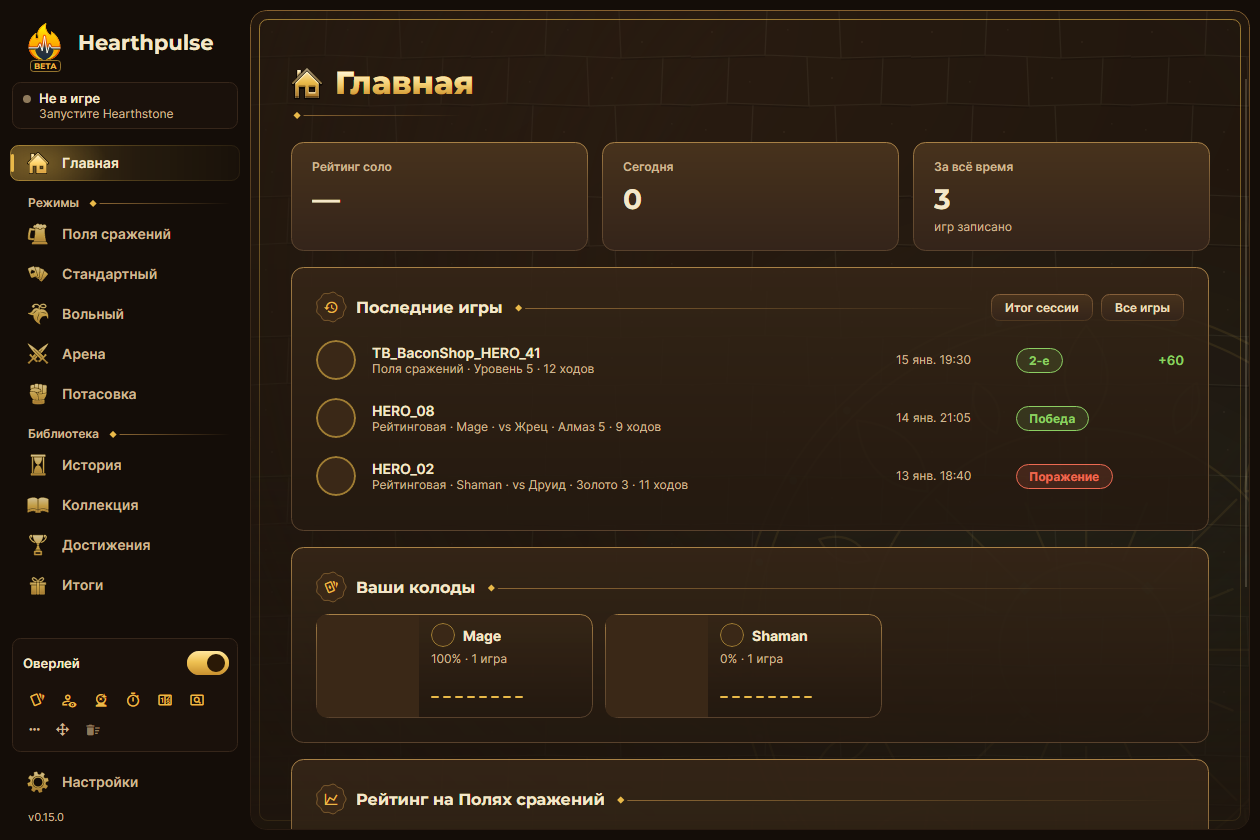 Hearthpulse
BETA
Не в игре
Запустите Hearthstone
Главная
Режимы
Поля сражений
Стандартный
Вольный
Арена
Потасовка
Библиотека
История
Коллекция
Достижения
Итоги
Оверлей
Настройки
v0.15.0
Главная
Рейтинг соло
—
Сегодня
0
За всё время
3
игр записано
Последние игры
Итог сессии
Все игры
TB_BaconShop_HERO_41
Поля сражений · Уровень 5 · 12 ходов
15 янв. 19:30
2-е
+60
HERO_08
Рейтинговая · Mage · vs Жрец · Алмаз 5 · 9 ходов
14 янв. 21:05
Победа
HERO_02
Рейтинговая · Shaman · vs Друид · Золото 3 · 11 ходов
13 янв. 18:40
Поражение
Ваши колоды
Mage
100% · 1 игра
Shaman
0% · 1 игра
Рейтинг на Полях сражений